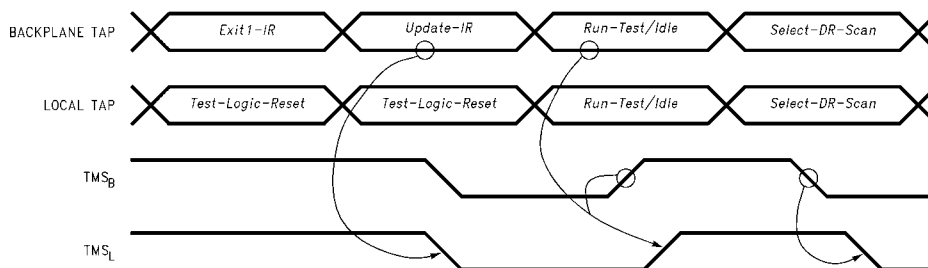 BACKPLANE TAP Exit1-IR Update-IR Run-Test/Idle Select-DR-Scan
LOCAL TAP Test-Logic-Reset Test-Logic-Reset Run-Test/Idle Select-DR-Scan
TMSB
TMSL